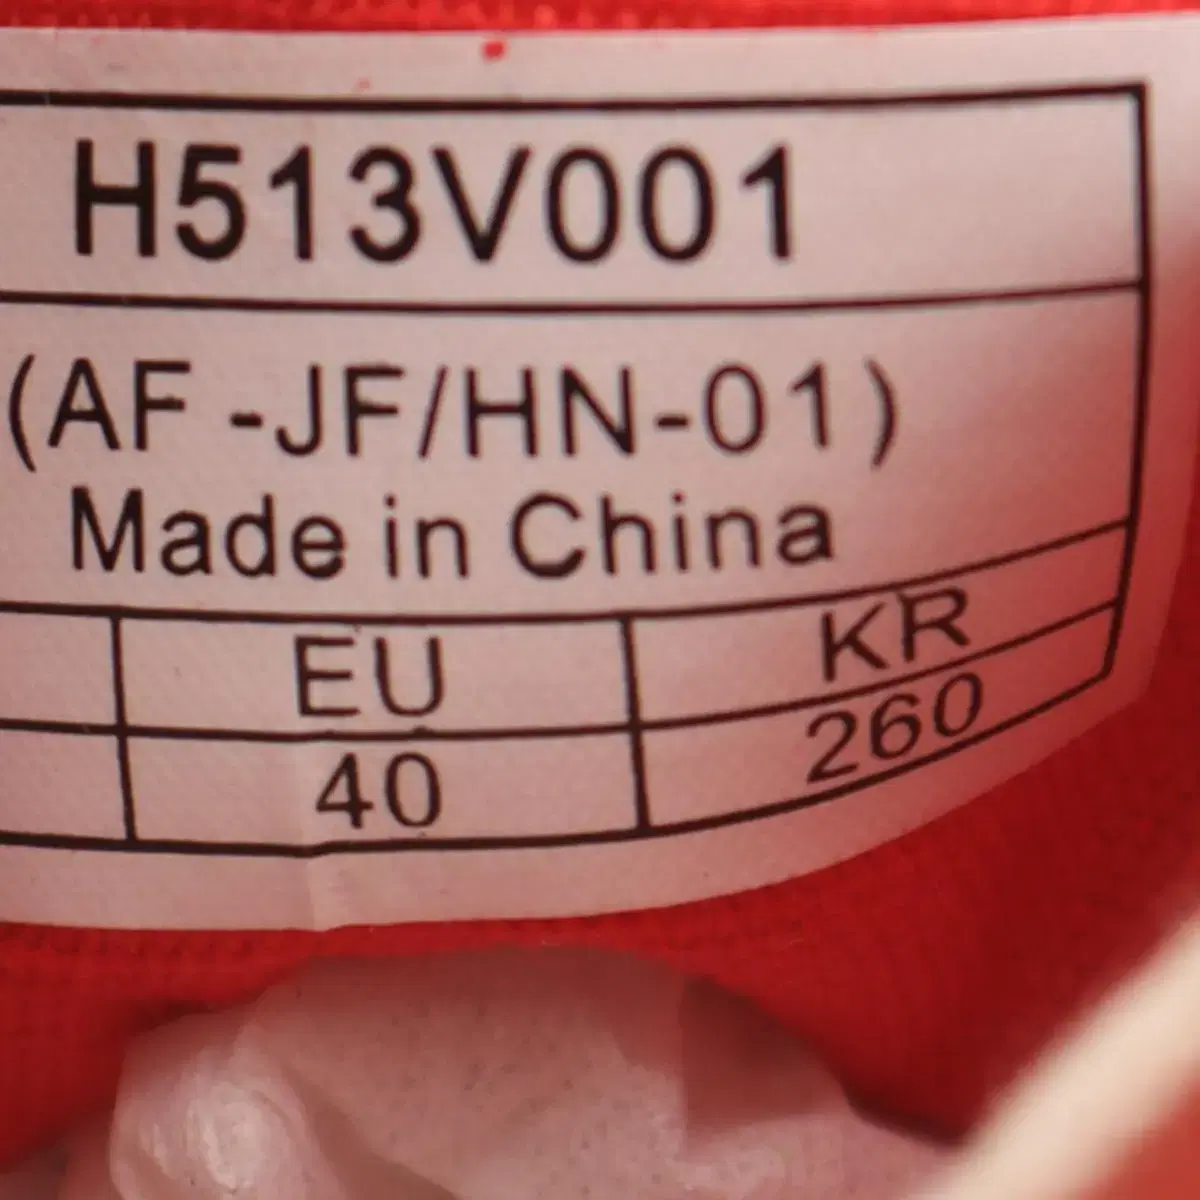 H513V001
(AF-JF/HN-01)
Made in China
EU KR
40 260